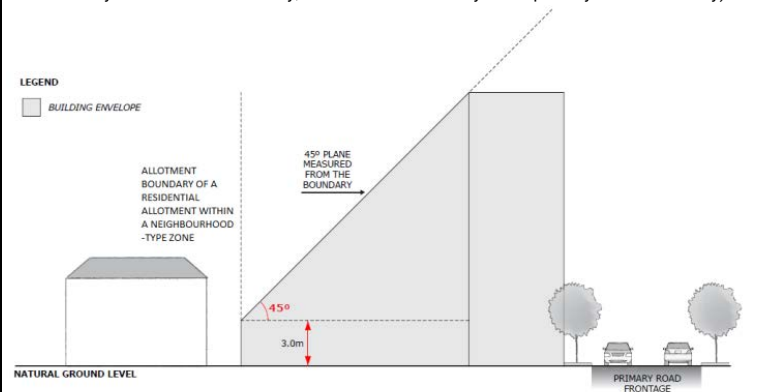 LEGEND
BUILDING ENVELOPE
ALLOTMENT
BOUNDARY OF A
RESIDENTIAL
ALLOTMENT WITHIN
A NEIGHBOURHOOD
-TYPE ZONE
45º PLANE
MEASURED
FROM THE
BOUNDARY
45º
3.0m
NATURAL GROUND LEVEL
PRIMARY ROAD
FRONTAGE